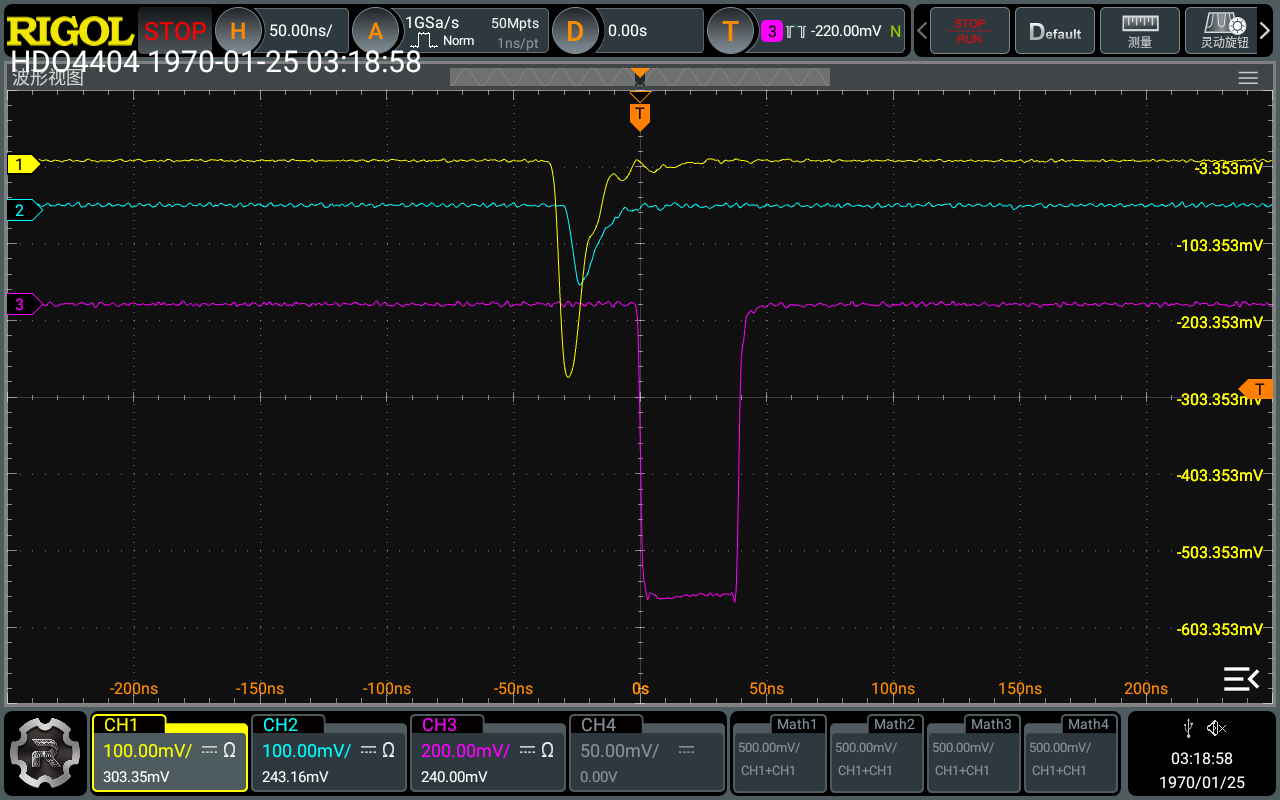 RIGOL STOP H 50.00ns/ A 1GSa/s 50Mpts Norm 1ns/pt D 0.00s T 3 -220.00mV N STOP RUN Default 测量 灵动旋钮
HDO4404 1970-01-25 03:18:58
波形视图
T
1
-3.353mV
2
-103.353mV
3
-203.353mV
T
-303.353mV
-403.353mV
-503.353mV
-603.353mV
-200ns -150ns -100ns -50ns 0s 50ns 100ns 150ns 200ns
CH1 CH2 CH3 CH4 Math1 Math2 Math3 Math4
100.00mV/ Ω 100.00mV/ Ω 200.00mV/ Ω 50.00mV/ 500.00mV/ 500.00mV/ 500.00mV/ 500.00mV/
303.35mV 243.16mV 240.00mV 0.00V CH1+CH1 CH1+CH1 CH1+CH1 CH1+CH1
R
03:18:58
1970/01/25